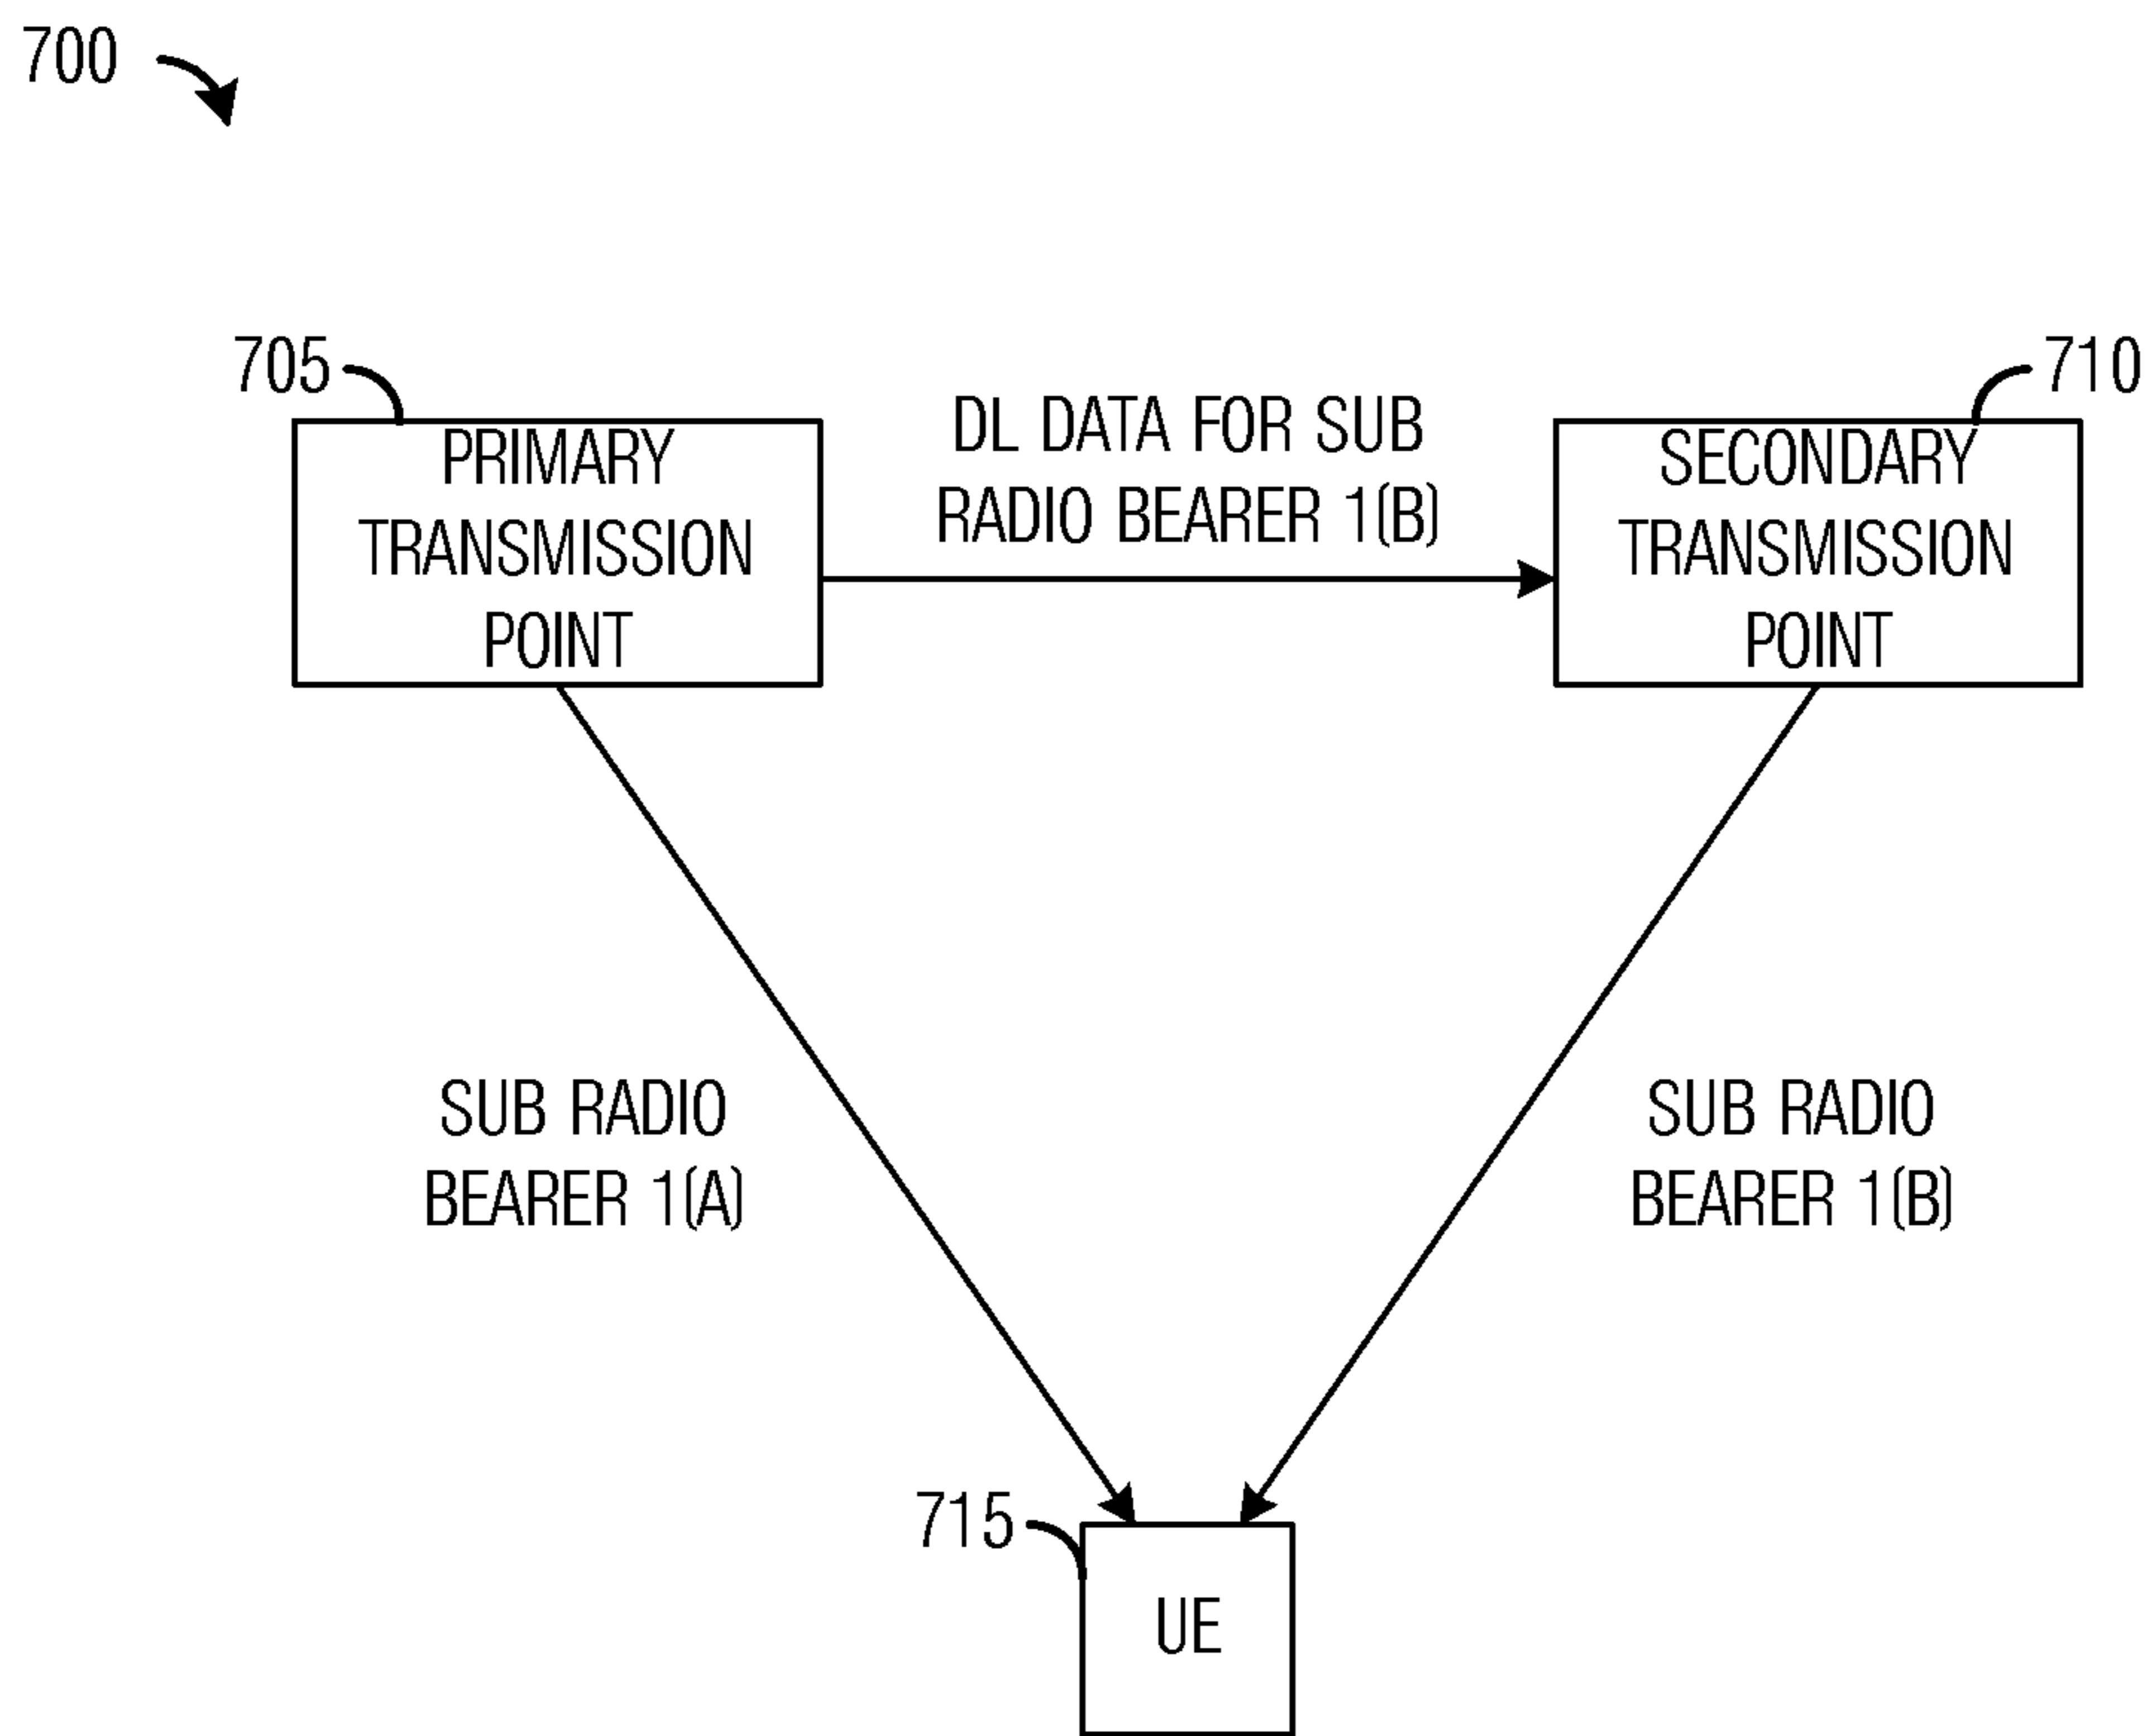 700
705
710
PRIMARY
TRANSMISSION
POINT
DL DATA FOR SUB
RADIO BEARER 1(B)
SECONDARY
TRANSMISSION
POINT
SUB RADIO
BEARER 1(A)
SUB RADIO
BEARER 1(B)
715
UE